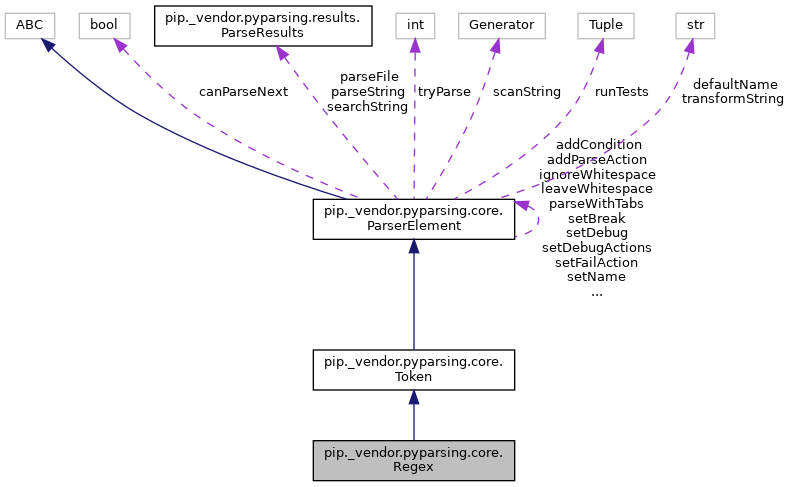 ABC
bool
pip._vendor.pyparsing.results.
ParseResults
int
Generator
Tuple
str
canParseNext
parseFile
parseString
searchString
tryParse
scanString
runTests
defaultName
transformString
addCondition
addParseAction
ignoreWhitespace
leaveWhitespace
parseWithTabs
setBreak
setDebug
setDebugActions
setFailAction
setName
...
pip._vendor.pyparsing.core.
ParserElement
pip._vendor.pyparsing.core.
Token
pip._vendor.pyparsing.core.
Regex